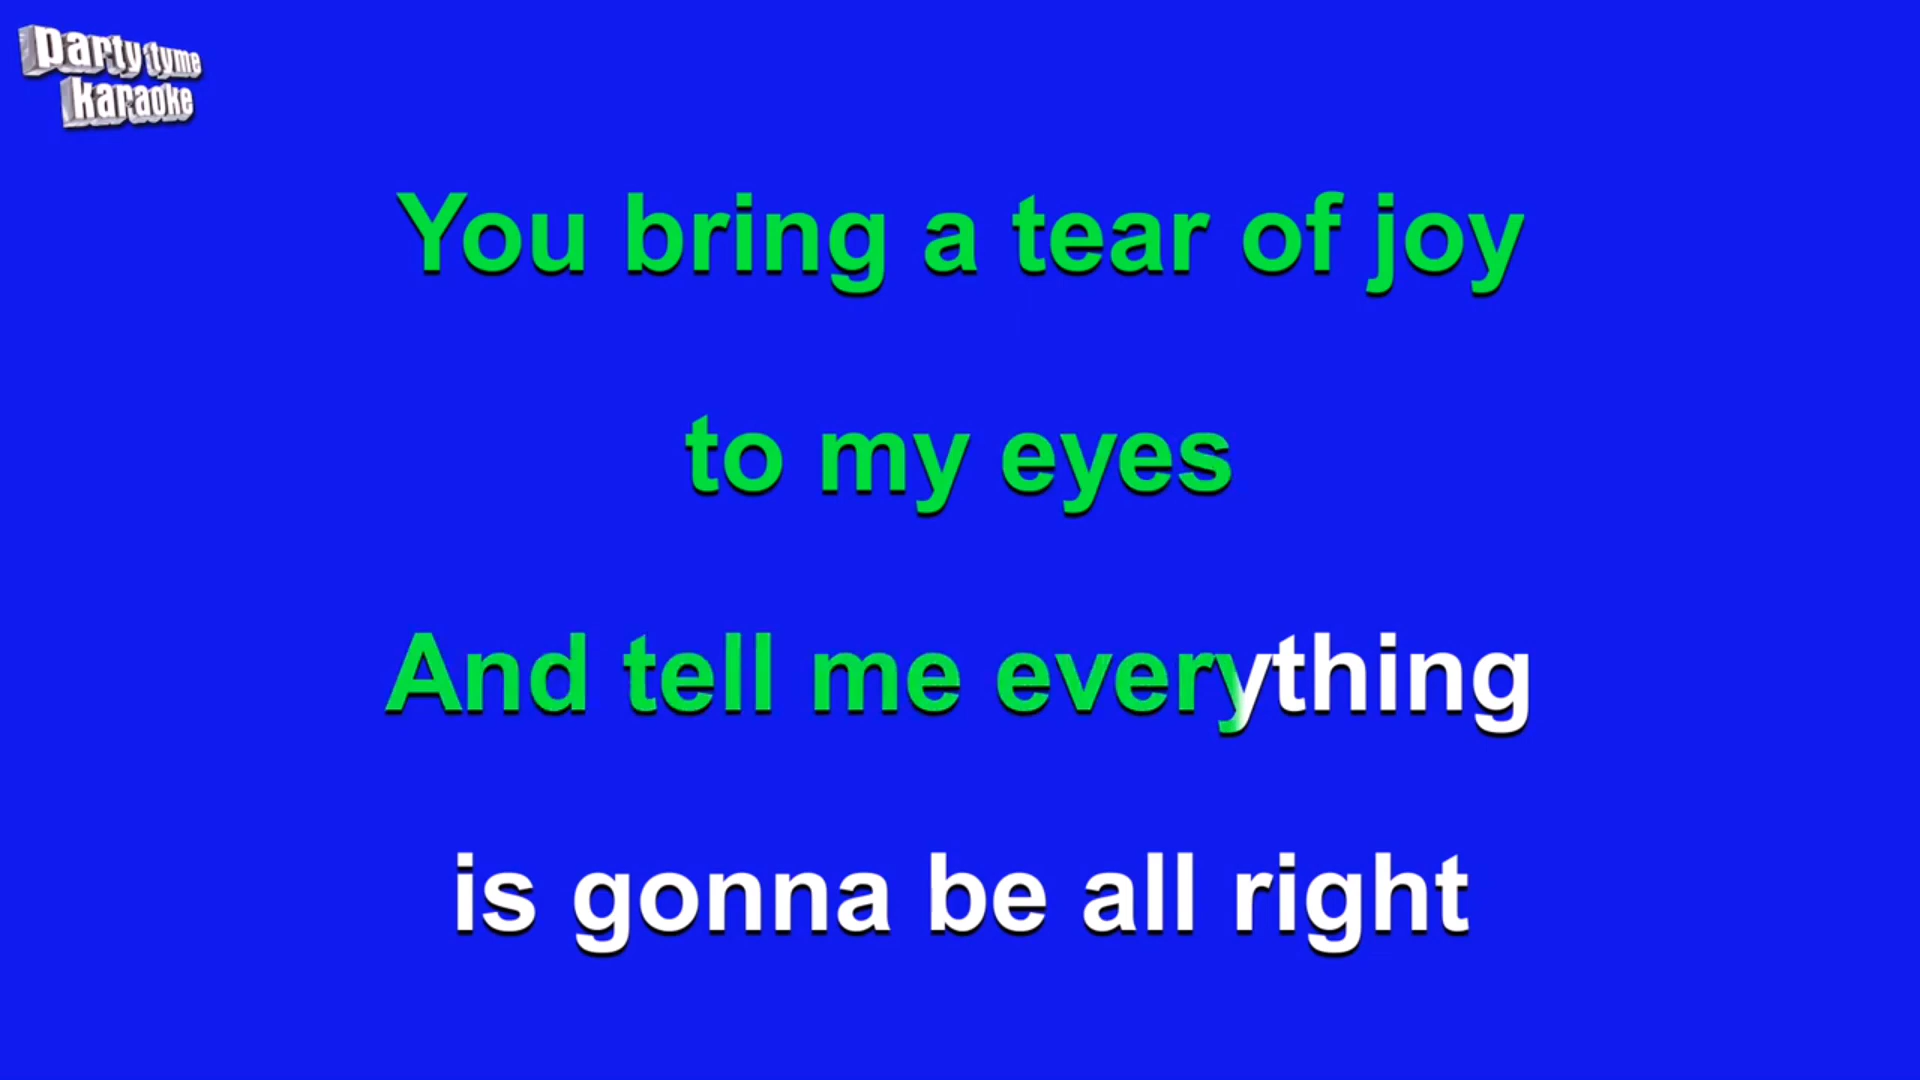 party tyme
karaoke
You bring a tear of joy
to my eyes
And tell me everything
is gonna be all right